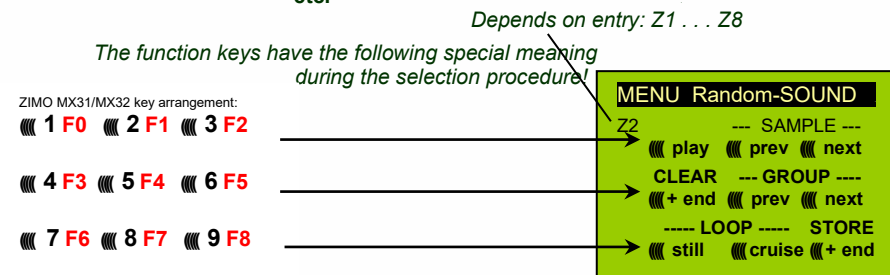 Depends on entry: Z1 . . . Z8
The function keys have the following special meaning
during the selection procedure!
MENU Random-SOUND
ZIMO MX31/MX32 key arrangement:
((((( 1 F0 ((((( 2 F1 ((((( 3 F2
Z2 --- SAMPLE ---
((((( play ((((( prev ((((( next
((((( 4 F3 ((((( 5 F4 ((((( 6 F5
CLEAR --- GROUP ----
(((((+ end ((((( prev ((((( next
((((( 7 F6 ((((( 8 F7 ((((( 9 F8
----- LOOP ----- STORE
((((( still (((((cruise (((((+ end